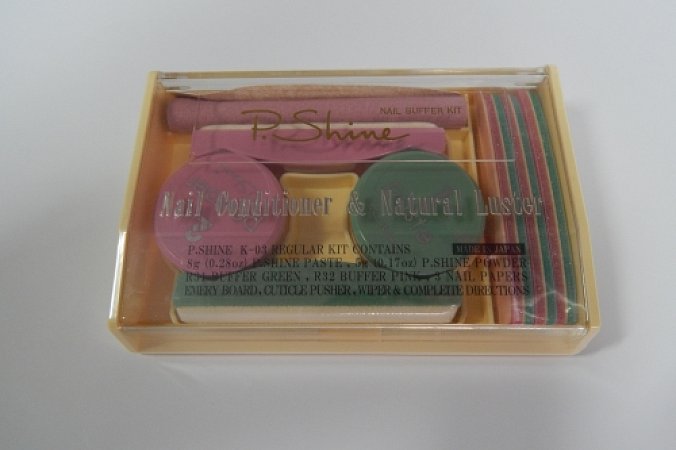 P.Shine
NAIL BUFFER KIT
Nail Conditioner & Natural Luster
P.SHINE K-03 REGULAR KIT CONTAINS
MADE IN JAPAN
8g (0.28oz) P.SHINE PASTE , 5g (0.17oz) P.SHINE POWDER
R31 BUFFER GREEN , R32 BUFFER PINK , 3 NAIL PAPERS
EMERY BOARD, CUTICLE PUSHER, WIPER & COMPLETE DIRECTIONS